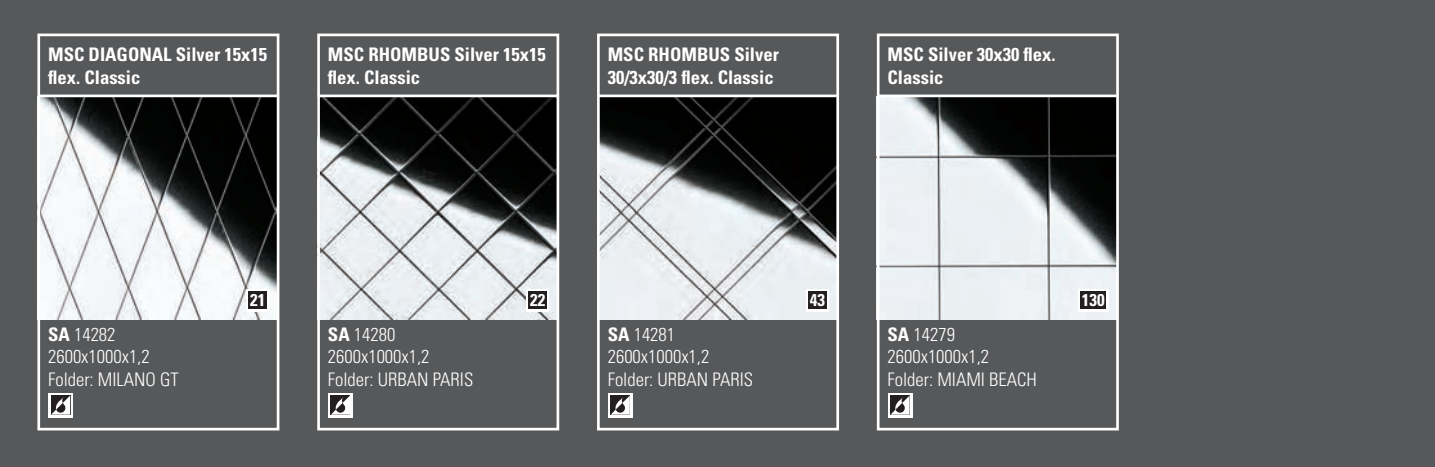 MSC DIAGONAL Silver 15x15
flex. Classic
21
SA 14282
2600x1000x1,2
Folder: MILANO GT
MSC RHOMBUS Silver 15x15
flex. Classic
22
SA 14280
2600x1000x1,2
Folder: URBAN PARIS
MSC RHOMBUS Silver
30/3x30/3 flex. Classic
43
SA 14281
2600x1000x1,2
Folder: URBAN PARIS
MSC Silver 30x30 flex.
Classic
130
SA 14279
2600x1000x1,2
Folder: MIAMI BEACH